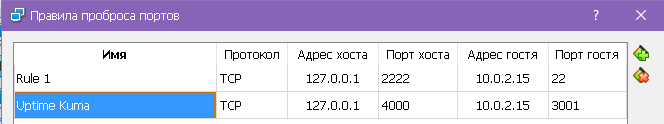 Правила проброса портов
Имя Протокол Адрес хоста Порт хоста Адрес гостя Порт гостя
Rule 1 TCP 127.0.0.1 2222 10.0.2.15 22
Uptime Kuma TCP 127.0.0.1 4000 10.0.2.15 3001